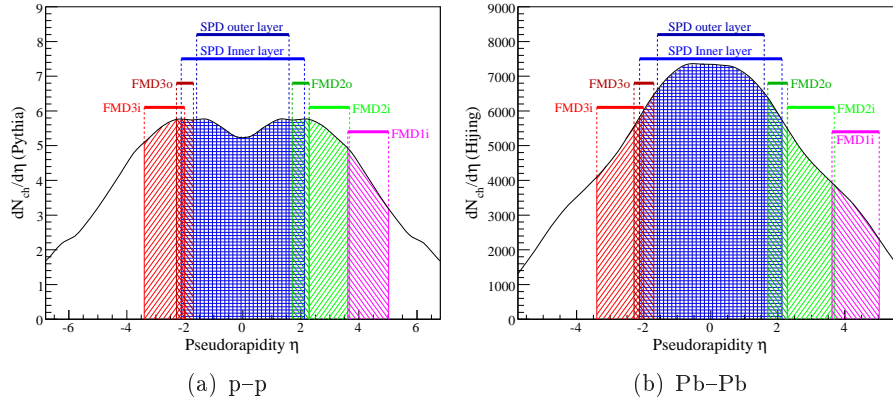 dN_ch/dη (Pythia)
9
8
7
6
5
4
3
2
1
0
SPD outer layer
SPD Inner layer
FMD3o
FMD2o
FMD3i
FMD2i
FMD1i
-6 -4 -2 0 2 4 6
Pseudorapidity η
(a) p–p
dN_ch/dη (Hijing)
9000
8000
7000
6000
5000
4000
3000
2000
1000
0
SPD outer layer
SPD Inner layer
FMD3o
FMD2o
FMD3i
FMD2i
FMD1i
-4 -2 0 2 4
Pseudorapidity η
(b) Pb–Pb